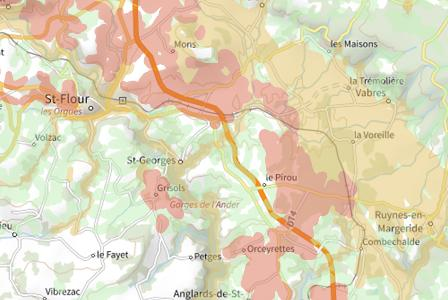 Mons
les Maisons
la Trémolière
Vabres
St-Flour
les Orgues
la Voreille
Volzac
St-Georges
le Pirou
Grisols
Gorges de l'Ander
D14
Ruynes-en-
Margeride
Combechalde
Orceyrettes
le Fayet
Petges
Vibrezac
Anglards-de-St-